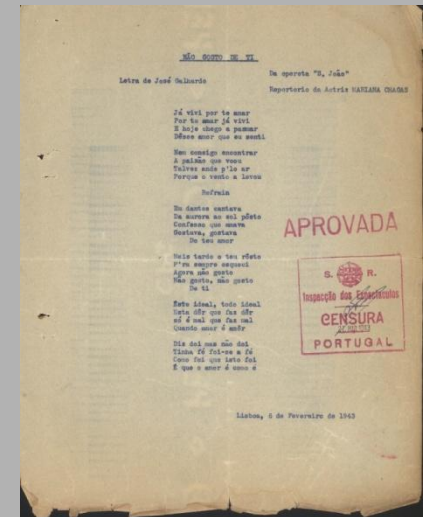 NÃO GOSTO DE TI
Letra de José Galhardo
Da opereta "S. João"
Reportorio da Actriz MARIANA CHAGAS
Já vivi por te amar
Por te amar já vivi
E hoje chego a pasmar
Dêsse amor que eu senti
Nem consigo encontrar
A paixão que voou
Talvez ande p'lo ar
Porque o vento a levou
Refrain
Eu dantes cantava
Da aurora ao sol pôsto
Confessa que amava
Gostava, gostava
De teu amor
Mais tarde o teu rôsto
P'ra sempre esqueci
Agora não gosto
Não gosto, não gosto
De ti
Este ideal, todo ideal
Esta dôr que faz dôr
Só é mal que faz mal
Quando amor é amôr
Diz doi mas não doi
Tinha fé foi-se a fé
Como foi que isto foi
É que o amor é como é
APROVADA
S. R.
Inspecção dos Espectáculos
CENSURA
PORTUGAL
Lisboa, 6 de Fevereiro de 1943